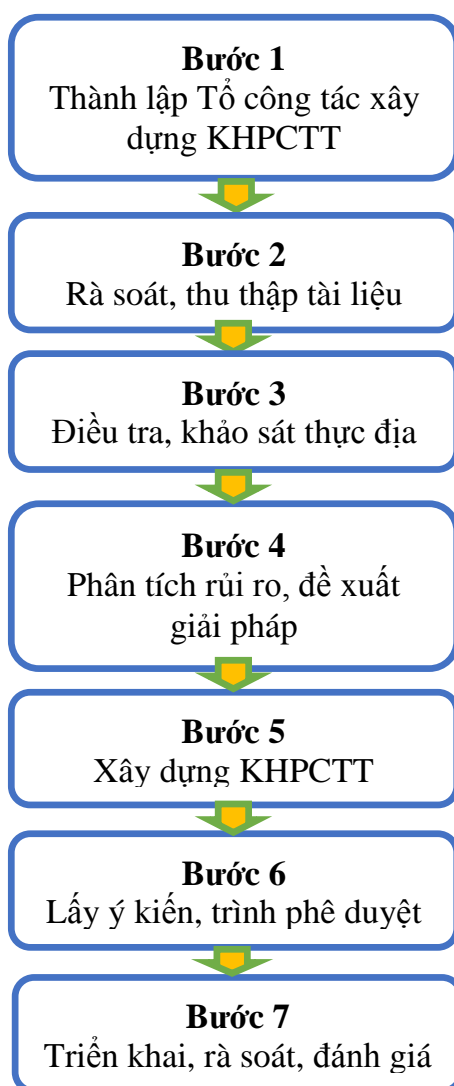 Bước 1
Thành lập Tổ công tác xây
dựng KHPCTT
Bước 2
Rà soát, thu thập tài liệu
Bước 3
Điều tra, khảo sát thực địa
Bước 4
Phân tích rủi ro, đề xuất
giải pháp
Bước 5
Xây dựng KHPCTT
Bước 6
Lấy ý kiến, trình phê duyệt
Bước 7
Triển khai, rà soát, đánh giá